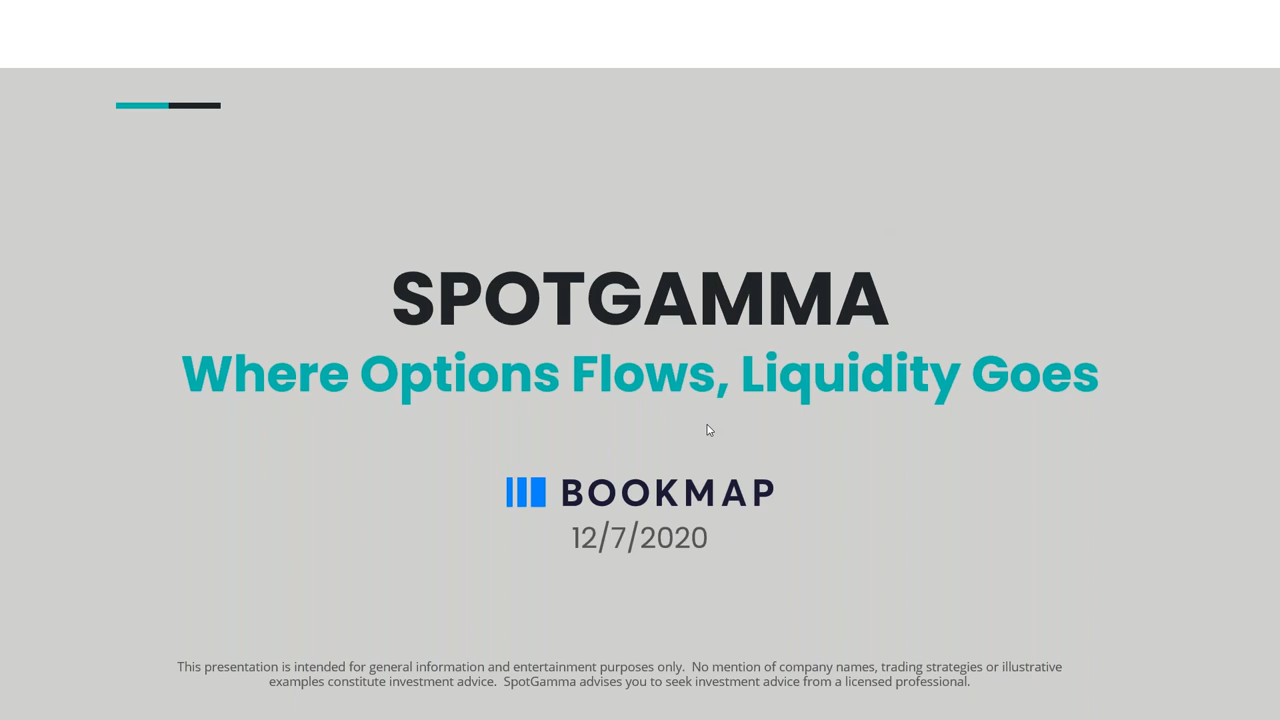 SPOTGAMMA
Where Options Flows, Liquidity Goes
BOOKMAP
12/7/2020
This presentation is intended for general information and entertainment purposes only.  No mention of company names, trading strategies or illustrative
examples constitute investment advice.  SpotGamma advises you to seek investment advice from a licensed professional.